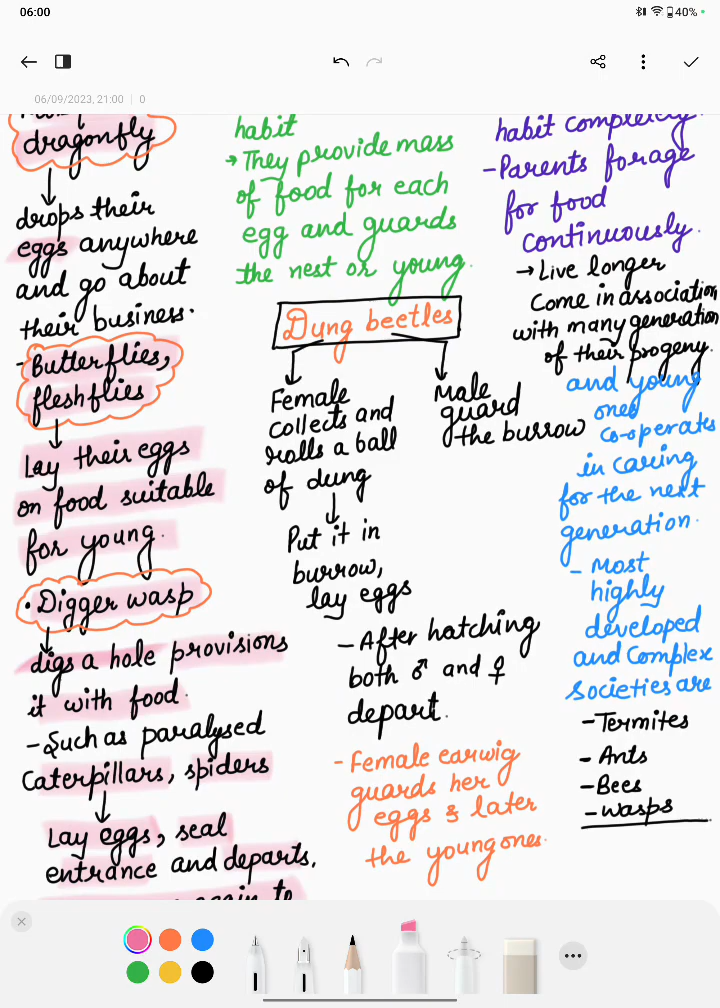 06:00
40%
06/09/2023, 21:00 | 0
dragonfly
drops their
eggs anywhere
and go about
their business.
- Butterflies,
fleshflies
Lay their eggs
on food suitable
for young.
• Digger wasp
digs a hole provisions
it with food.
- Such as paralysed
Caterpillars, spiders
Lay eggs, seal
entrance and departs.
again to
habit
→ They provide mass
of food for each
egg and guards
the nest or young.
Dung beetles
Female
collects and
rolls a ball
of dung
Put it in
burrow,
lay eggs
Male
guard
the burrow
- After hatching
both ♂ and ♀
depart.
- Female earwig
guards her
eggs & later
the young ones.
habit completely.
- Parents forage
for food
continuously.
→ Live longer
Come in association
with many generation
of their progeny.
and young
ones
co-operates
in caring
for the next
generation.
- Most
highly
developed
and Complex
societies are
- Termites
- Ants
- Bees
- wasps